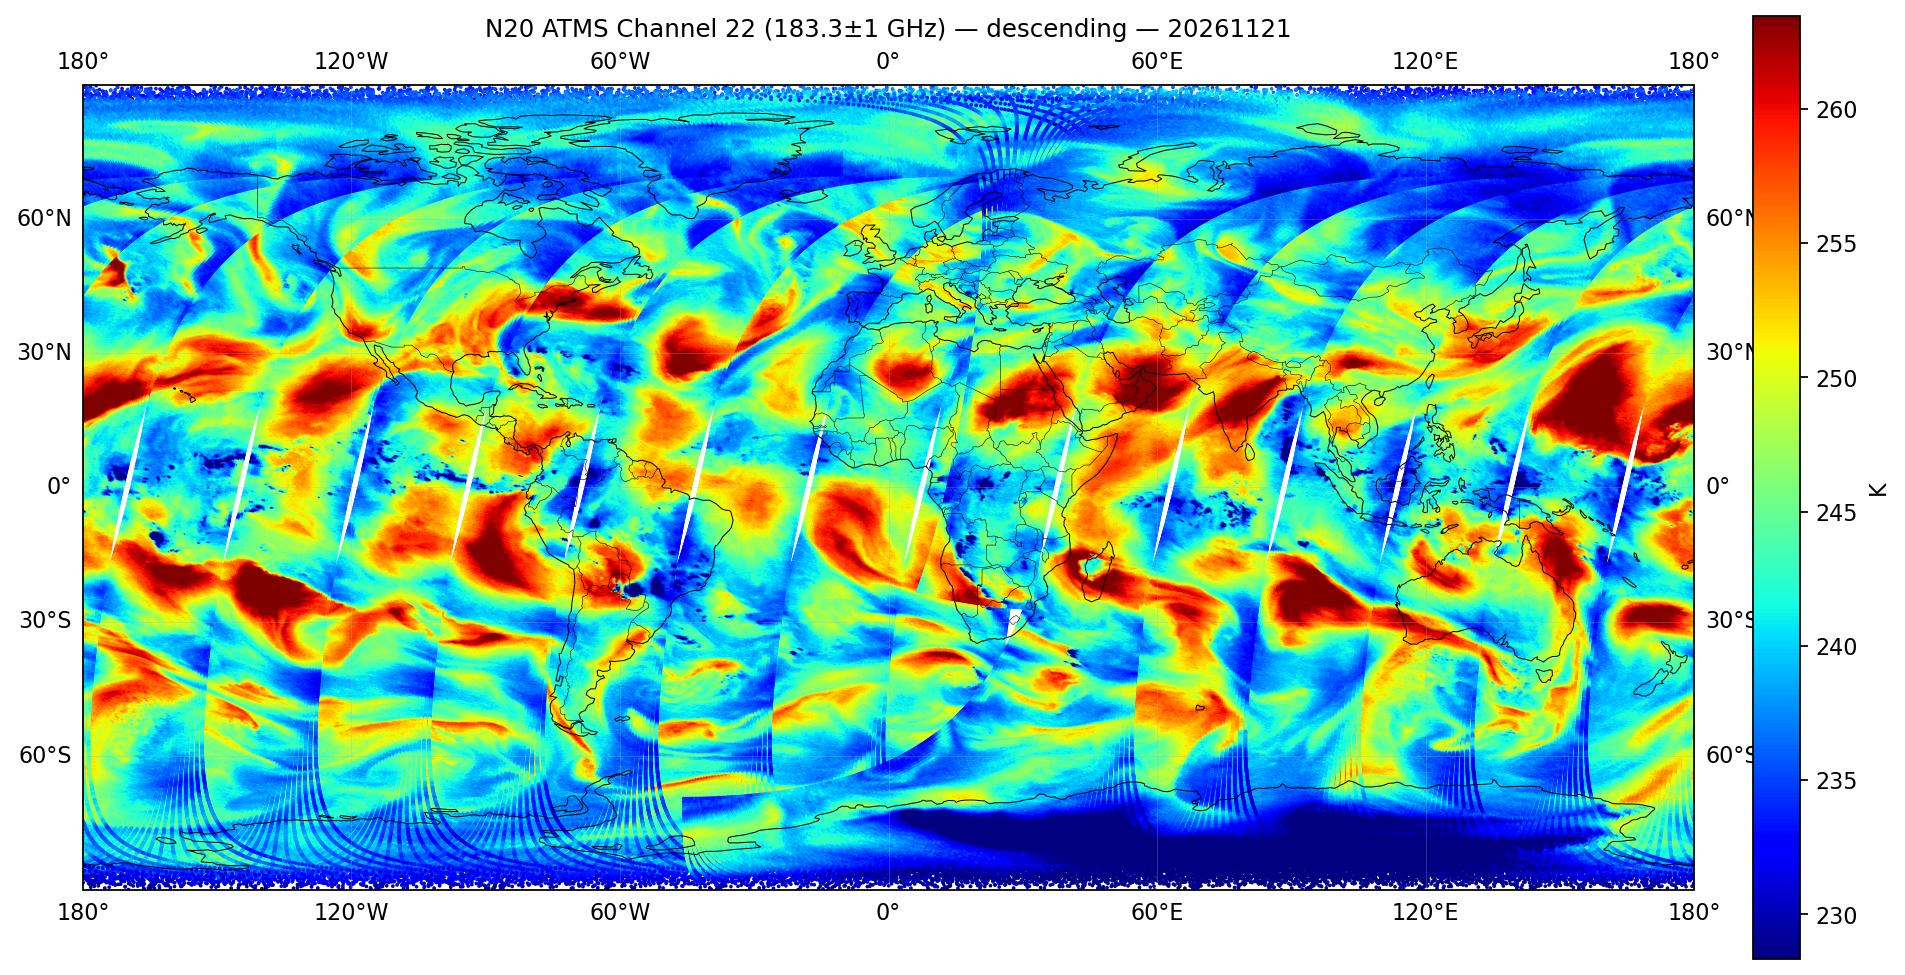 N20 ATMS Channel 22 (183.3±1 GHz) — descending — 20261121
180° 120°W 60°W 0° 60°E 120°E 180°
60°N 60°N
30°N 30°N
0° 0°
30°S 30°S
60°S 60°S
180° 120°W 60°W 0° 60°E 120°E 180°
260
255
250
245
240
235
230
K